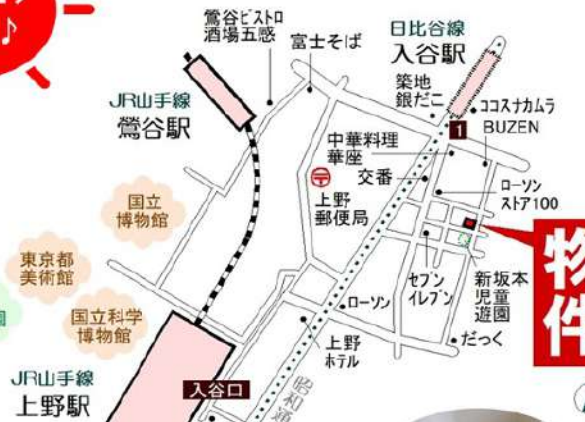 ♪
鶯谷ビストロ
酒場五感
富士そば
日比谷線
入谷駅
築地
銀だこ
JR山手線
鶯谷駅
ココスナカムラ
1
BUZEN
中華料理
華座
交番
上野
郵便局
ローソン
ストア100
国立
博物館
東京都
美術館
国立科学
博物館
園
セブン
イレブン
新坂本
児童
遊園
物
件
ローソン
上野
ホテル
だっく
JR山手線
上野駅
入谷口
昭和通